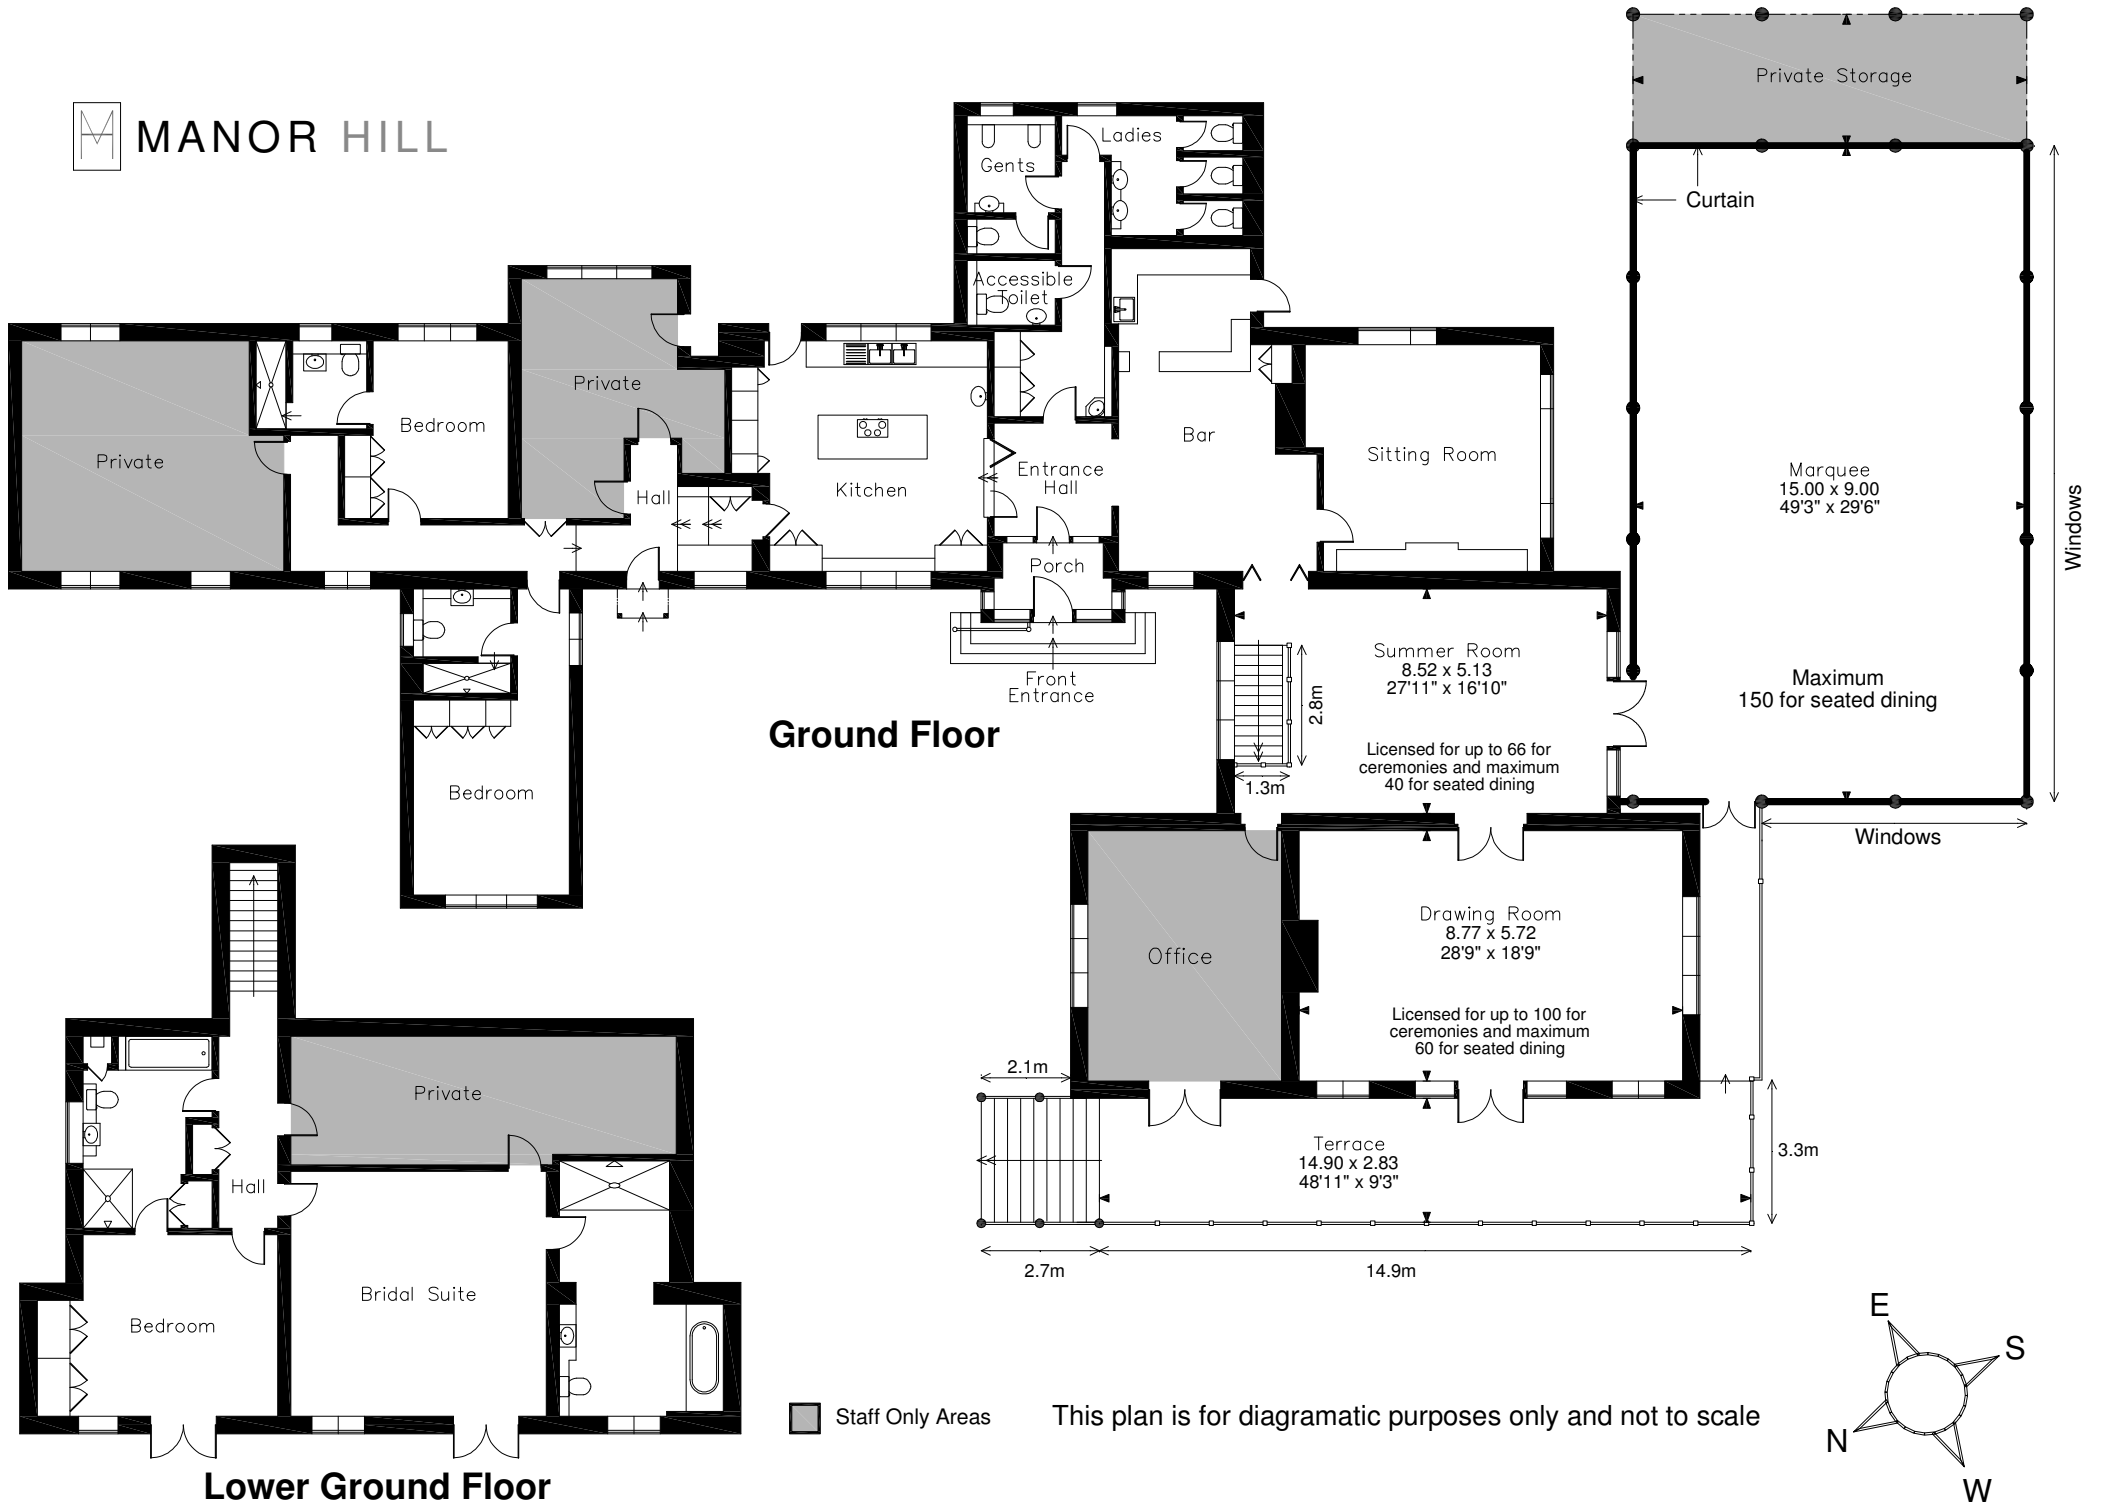 MANOR HILL
Private Storage
Curtain
Ladies
Gents
Accessible
Toilet
Private
Bedroom
Private
Hall
Kitchen
Entrance
Hall
Bar
Sitting Room
Marquee
15.00 x 9.00
49'3" x 29'6"
Windows
Porch
Front
Entrance
Summer Room
8.52 x 5.13
27'11" x 16'10"
Maximum
150 for seated dining
2.8m
1.3m
Licensed for up to 66 for
ceremonies and maximum
40 for seated dining
Windows
Ground Floor
Bedroom
Office
Drawing Room
8.77 x 5.72
28'9" x 18'9"
Licensed for up to 100 for
ceremonies and maximum
60 for seated dining
2.1m
Terrace
14.90 x 2.83
48'11" x 9'3"
3.3m
2.7m
14.9m
Private
Hall
Bridal Suite
Bedroom
Lower Ground Floor
Staff Only Areas
This plan is for diagramatic purposes only and not to scale
E
S
N
W